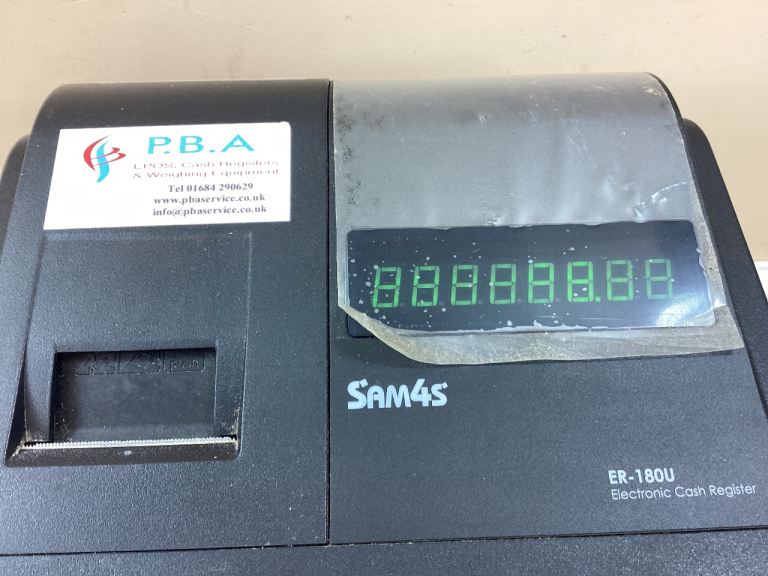 P.B.A
EPOS, Cash Registers
& Weighing Equipment
Tel 01684 290629
www.pbaservice.co.uk
info@pbaservice.co.uk
SAM4S
ER-180U
Electronic Cash Register